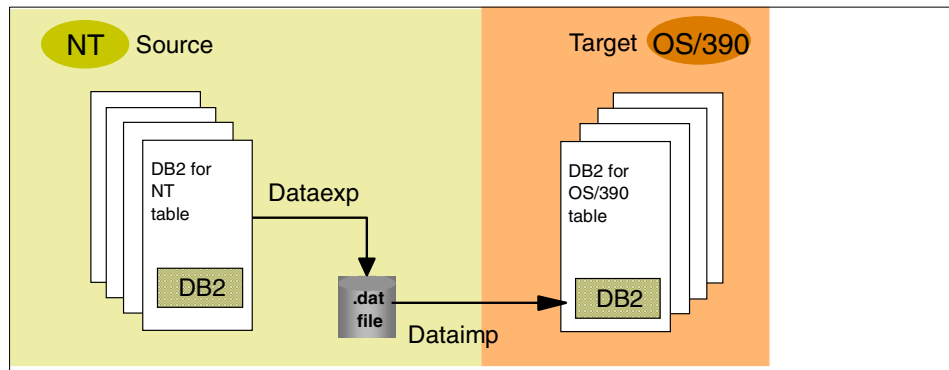 NT
Source
Target
OS/390
DB2 for
NT
table
DB2
Dataexp
.dat
file
Dataimp
DB2 for
OS/390
table
DB2